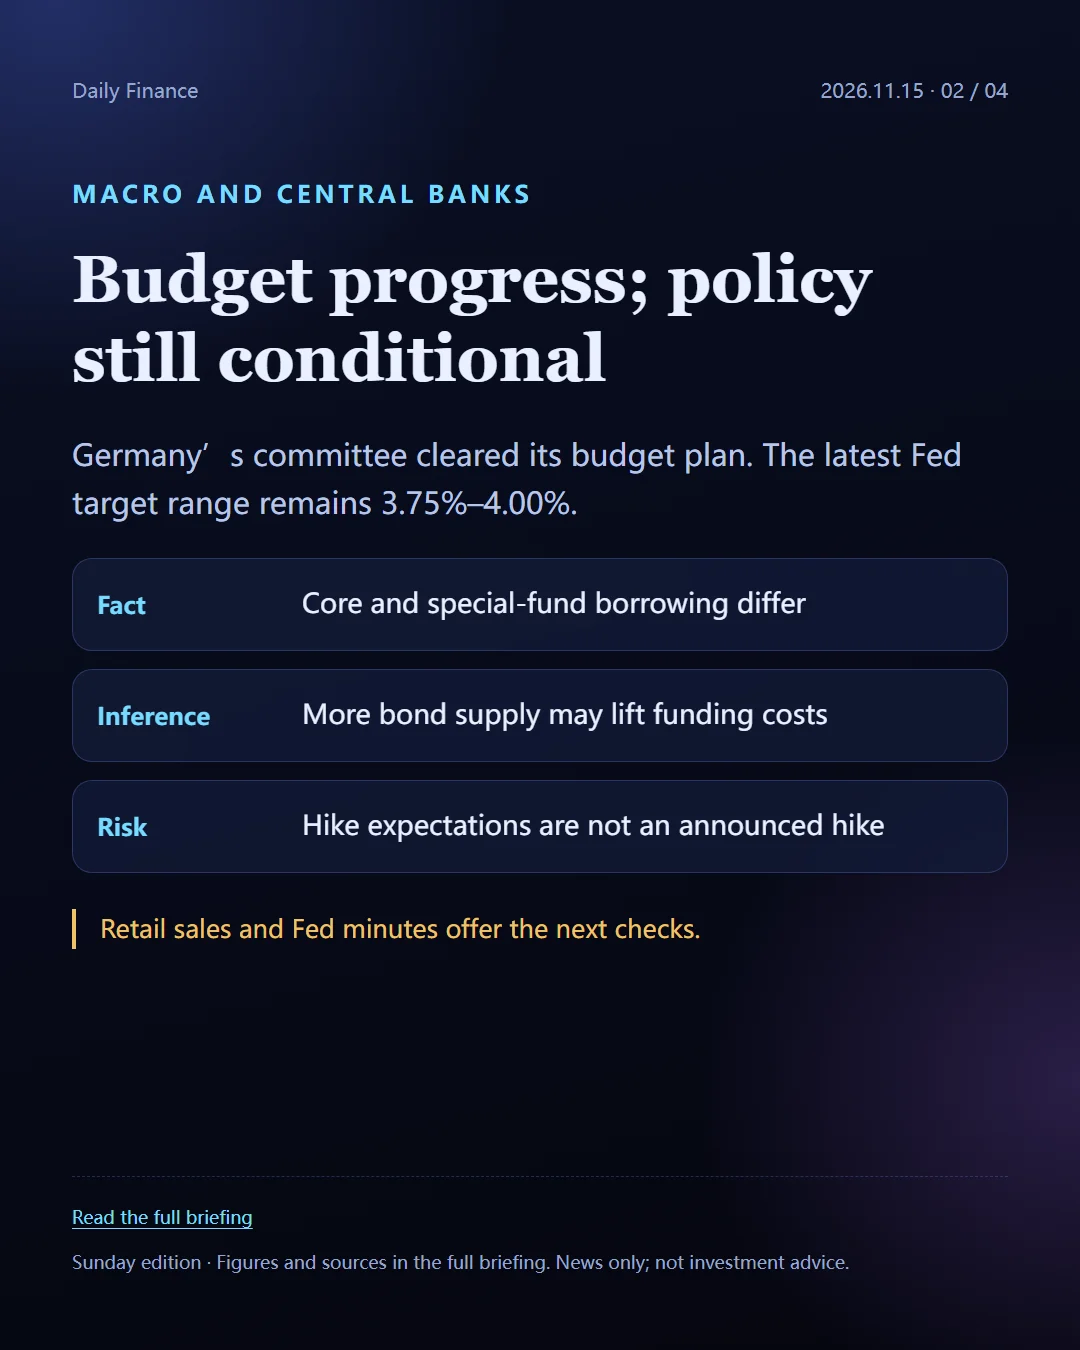 Daily Finance
2026.11.15 · 02 / 04
MACRO AND CENTRAL BANKS
Budget progress; policy
still conditional
Germany’s committee cleared its budget plan. The latest Fed
target range remains 3.75%–4.00%.
Fact
Core and special-fund borrowing differ
Inference
More bond supply may lift funding costs
Risk
Hike expectations are not an announced hike
Retail sales and Fed minutes offer the next checks.
Read the full briefing
Sunday edition · Figures and sources in the full briefing. News only; not investment advice.